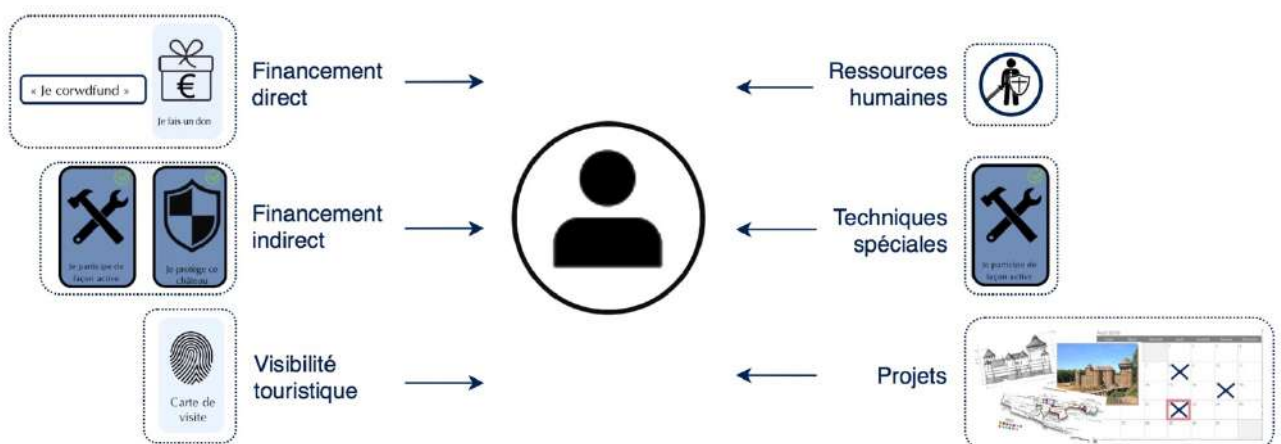 « Je corwdfund »
Je fais un don
Financement
direct
Ressources
humaines
Je participe de
façon active
Je protège ce
château
Financement
indirect
Techniques
spéciales
Je participe de
façon active
Carte de
visite
Visibilité
touristique
Projets